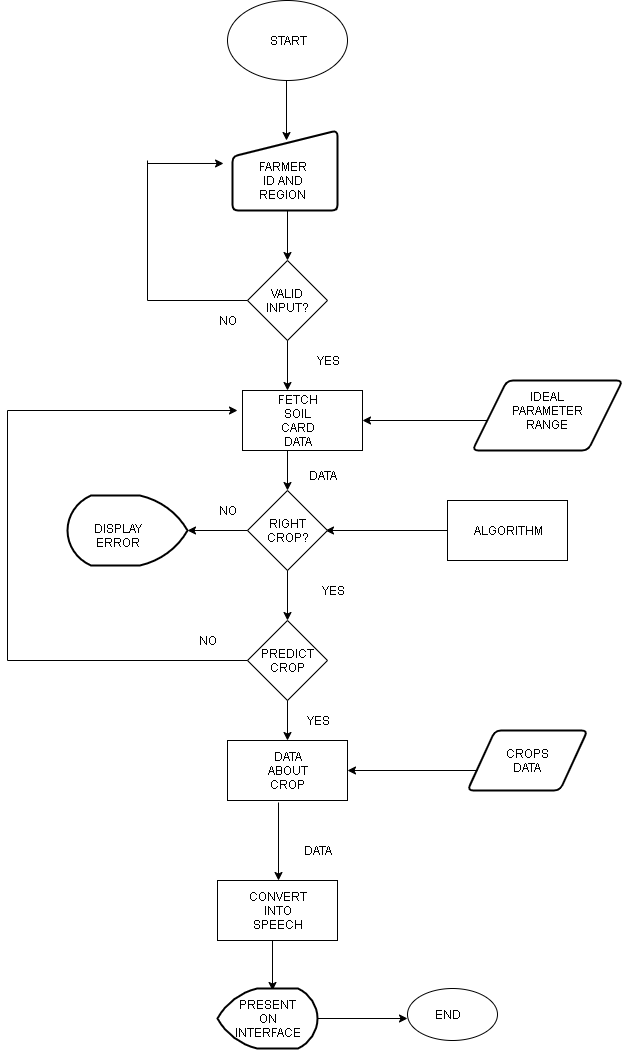 START
FARMER
ID AND
REGION
VALID
INPUT?
NO
YES
FETCH
SOIL
CARD
DATA
IDEAL
PARAMETER
RANGE
DATA
NO
RIGHT
CROP?
DISPLAY
ERROR
ALGORITHM
YES
NO
PREDICT
CROP
YES
DATA
ABOUT
CROP
CROPS
DATA
DATA
CONVERT
INTO
SPEECH
PRESENT
ON
INTERFACE
END